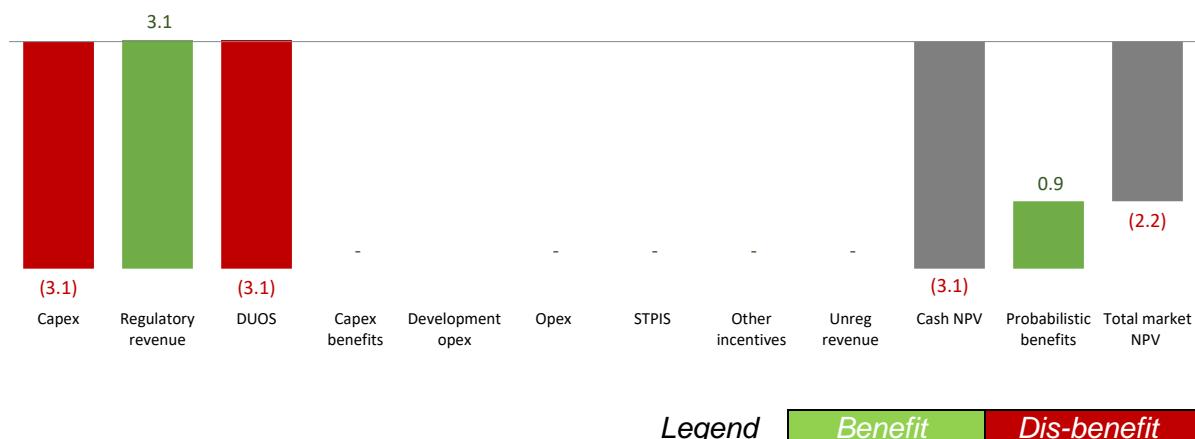 3.1
0.9
(2.2)
- - - - -
(3.1) (3.1) (3.1)
Capex
Regulatory
revenue
DUOS
Capex
benefits
Development
opex
Opex
STPIS
Other
incentives
Unreg
revenue
Cash NPV
Probabilistic
benefits
Total market
NPV
Legend Benefit Dis-benefit